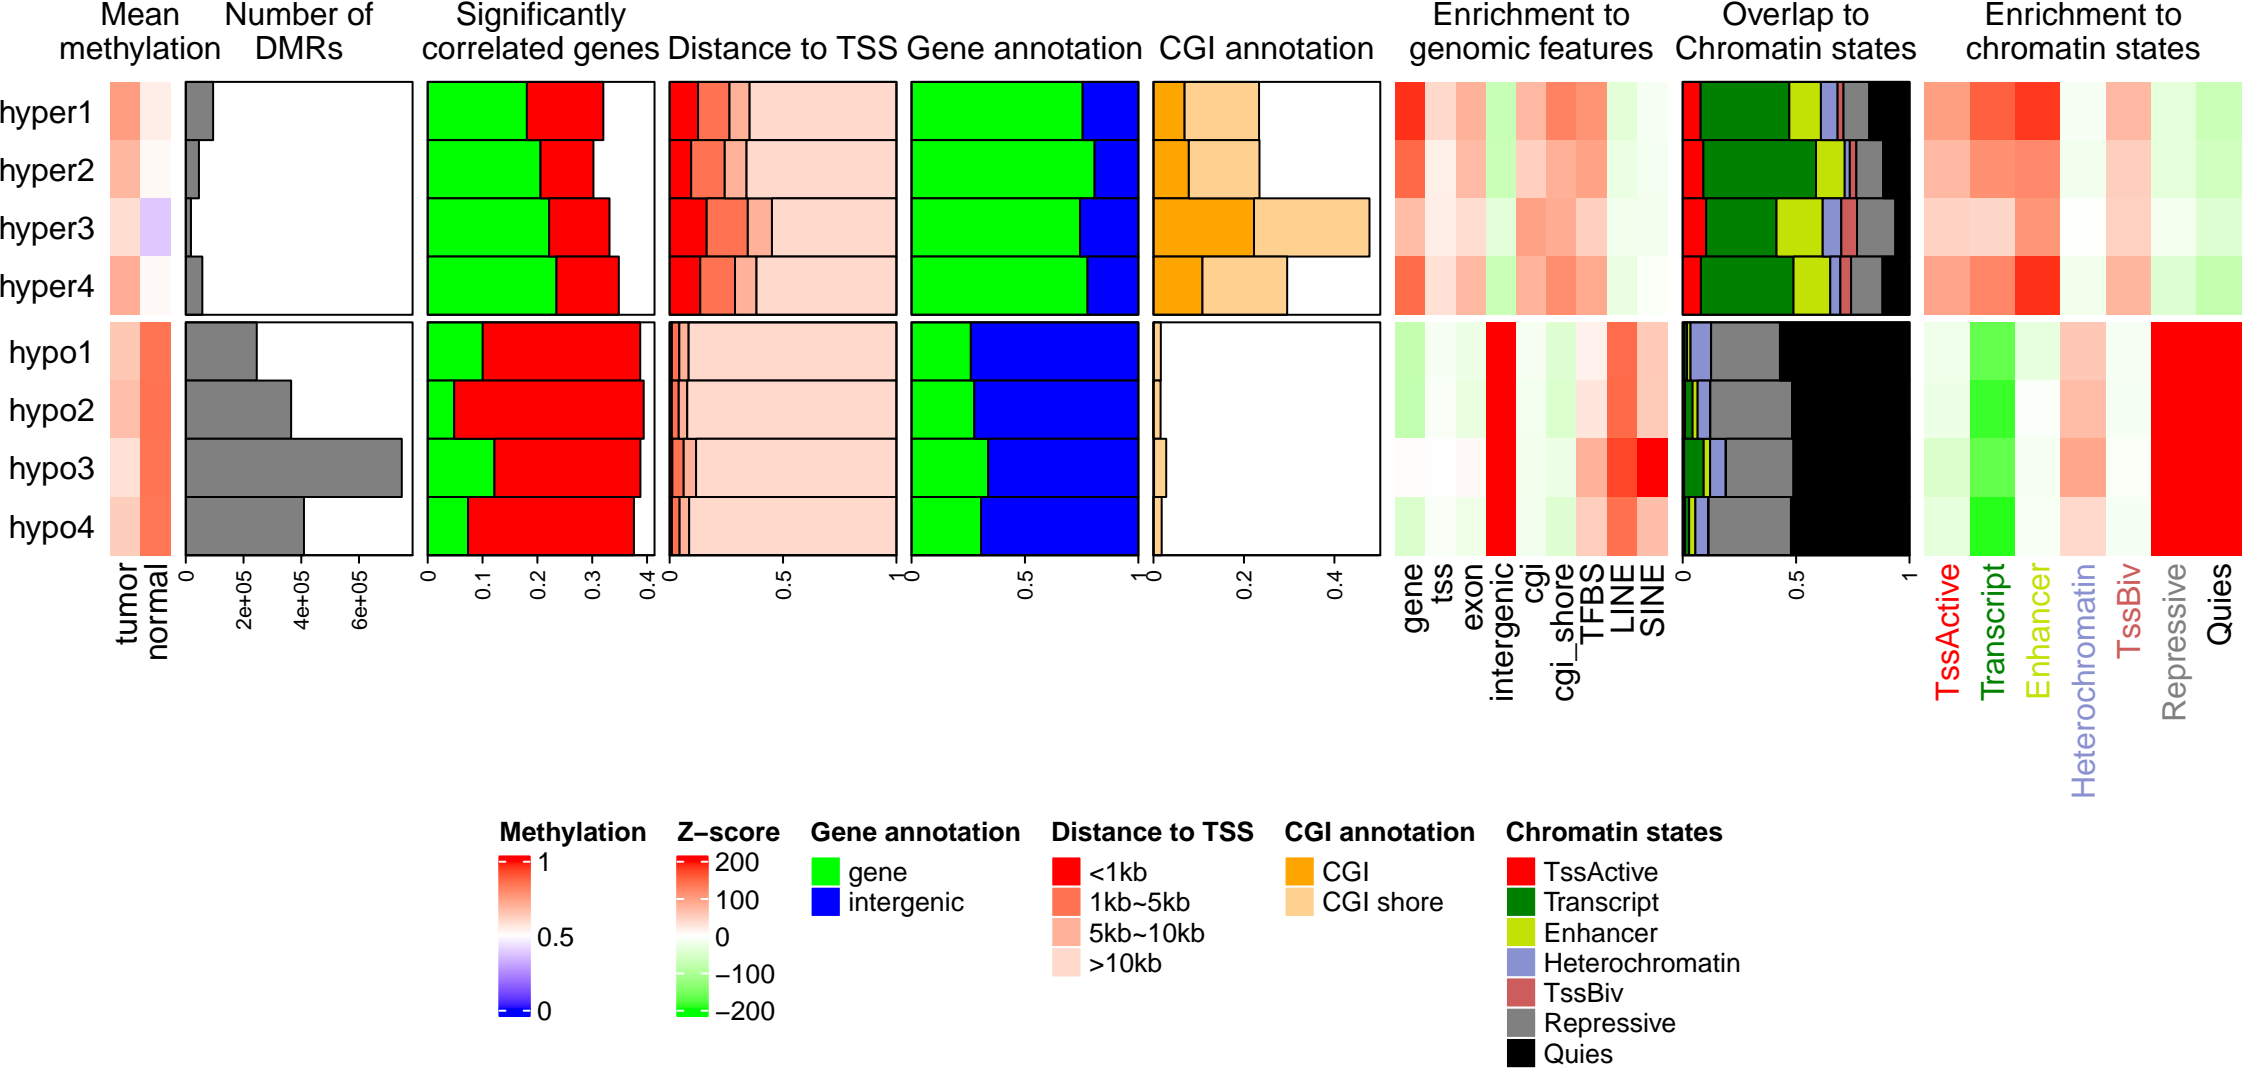 Mean methylation
Number of DMRs
Significantly correlated genes
Distance to TSS
Gene annotation
CGI annotation
Enrichment to genomic features
Overlap to Chromatin states
Enrichment to chromatin states
hyper1
hyper2
hyper3
hyper4
hypo1
hypo2
hypo3
hypo4
tumor
normal
0
2e+05
4e+05
6e+05
0
0.1
0.2
0.3
0.4
0
0.5
1
0
0.5
1
0
0.2
0.4
gene
tss
exon
intergenic
cgi
cgi_shore
TFBS
LINE
SINE
0
0.5
1
TssActive
Transcript
Enhancer
Heterochromatin
TssBiv
Repressive
Quies
Methylation
1
0.5
0
Z−score
200
100
0
−100
−200
Gene annotation
gene
intergenic
Distance to TSS
<1kb
1kb~5kb
5kb~10kb
>10kb
CGI annotation
CGI
CGI shore
Chromatin states
TssActive
Transcript
Enhancer
Heterochromatin
TssBiv
Repressive
Quies